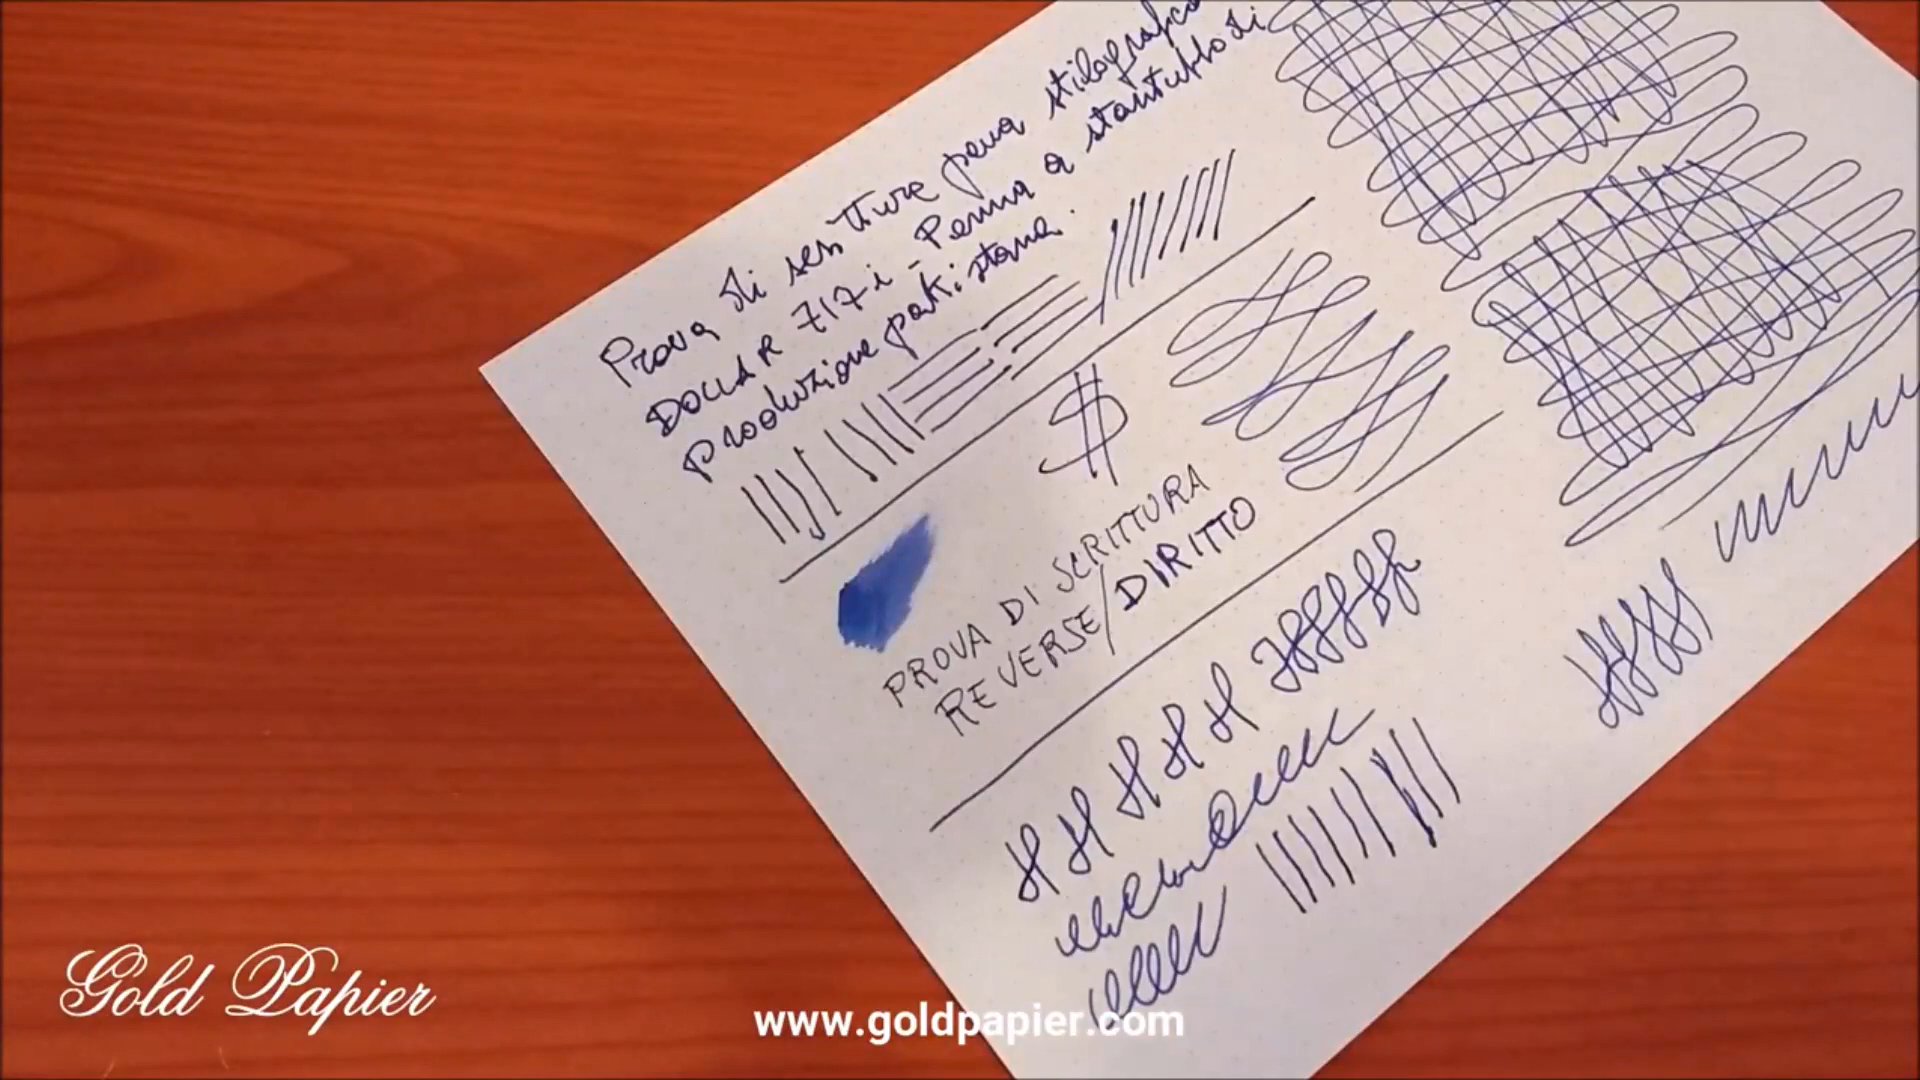 Prova di scrittura penna stilografica
DOLLAR 717i - Penna a stantuffo di
produzione pakistana.
$
PROVA DI SCRITTURA
REVERSE/DIRITTO
H H H H H
Gold Papier
www.goldpapier.com